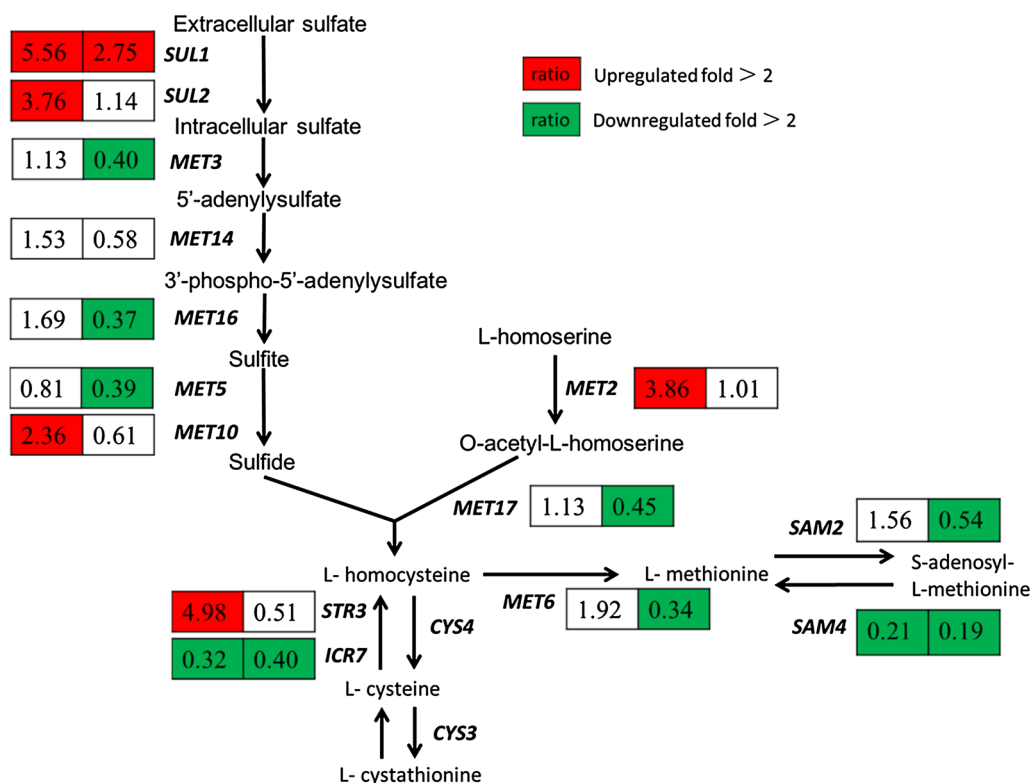 Extracellular sulfate
5.56 2.75 SUL1
3.76 1.14 SUL2
Intracellular sulfate
1.13 0.40 MET3
5’-adenylysulfate
1.53 0.58 MET14
3’-phospho-5’-adenylysulfate
1.69 0.37 MET16
Sulfite
0.81 0.39 MET5
2.36 0.61 MET10
Sulfide
ratio Upregulated fold > 2
ratio Downregulated fold > 2
L-homoserine
MET2 3.86 1.01
O-acetyl-L-homoserine
MET17 1.13 0.45
L- homocysteine
MET6 1.92 0.34
L- methionine
SAM2 1.56 0.54
S-adenosyl-
L-methionine
SAM4 0.21 0.19
4.98 0.51 STR3
0.32 0.40 ICR7
CYS4
L- cysteine
CYS3
L- cystathionine